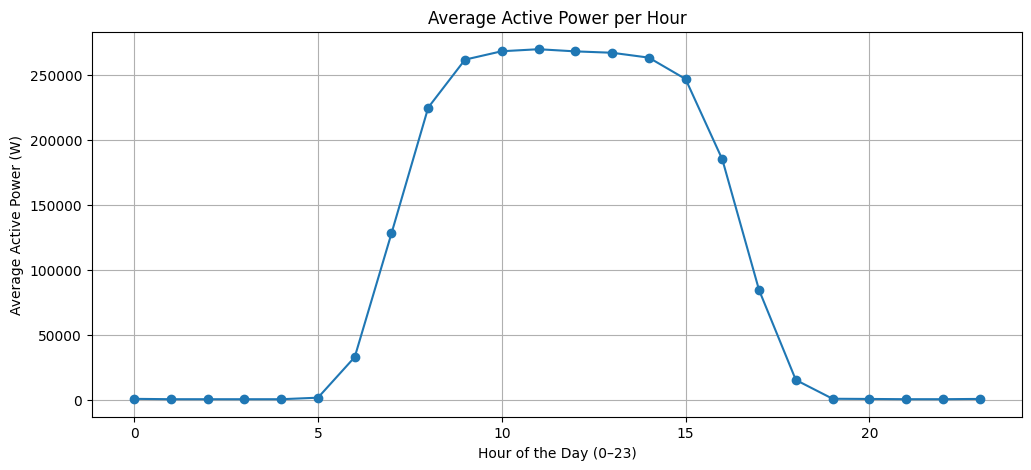 Average Active Power per Hour
Average Active Power (W)
250000
200000
150000
100000
50000
0
0 5 10 15 20
Hour of the Day (0–23)